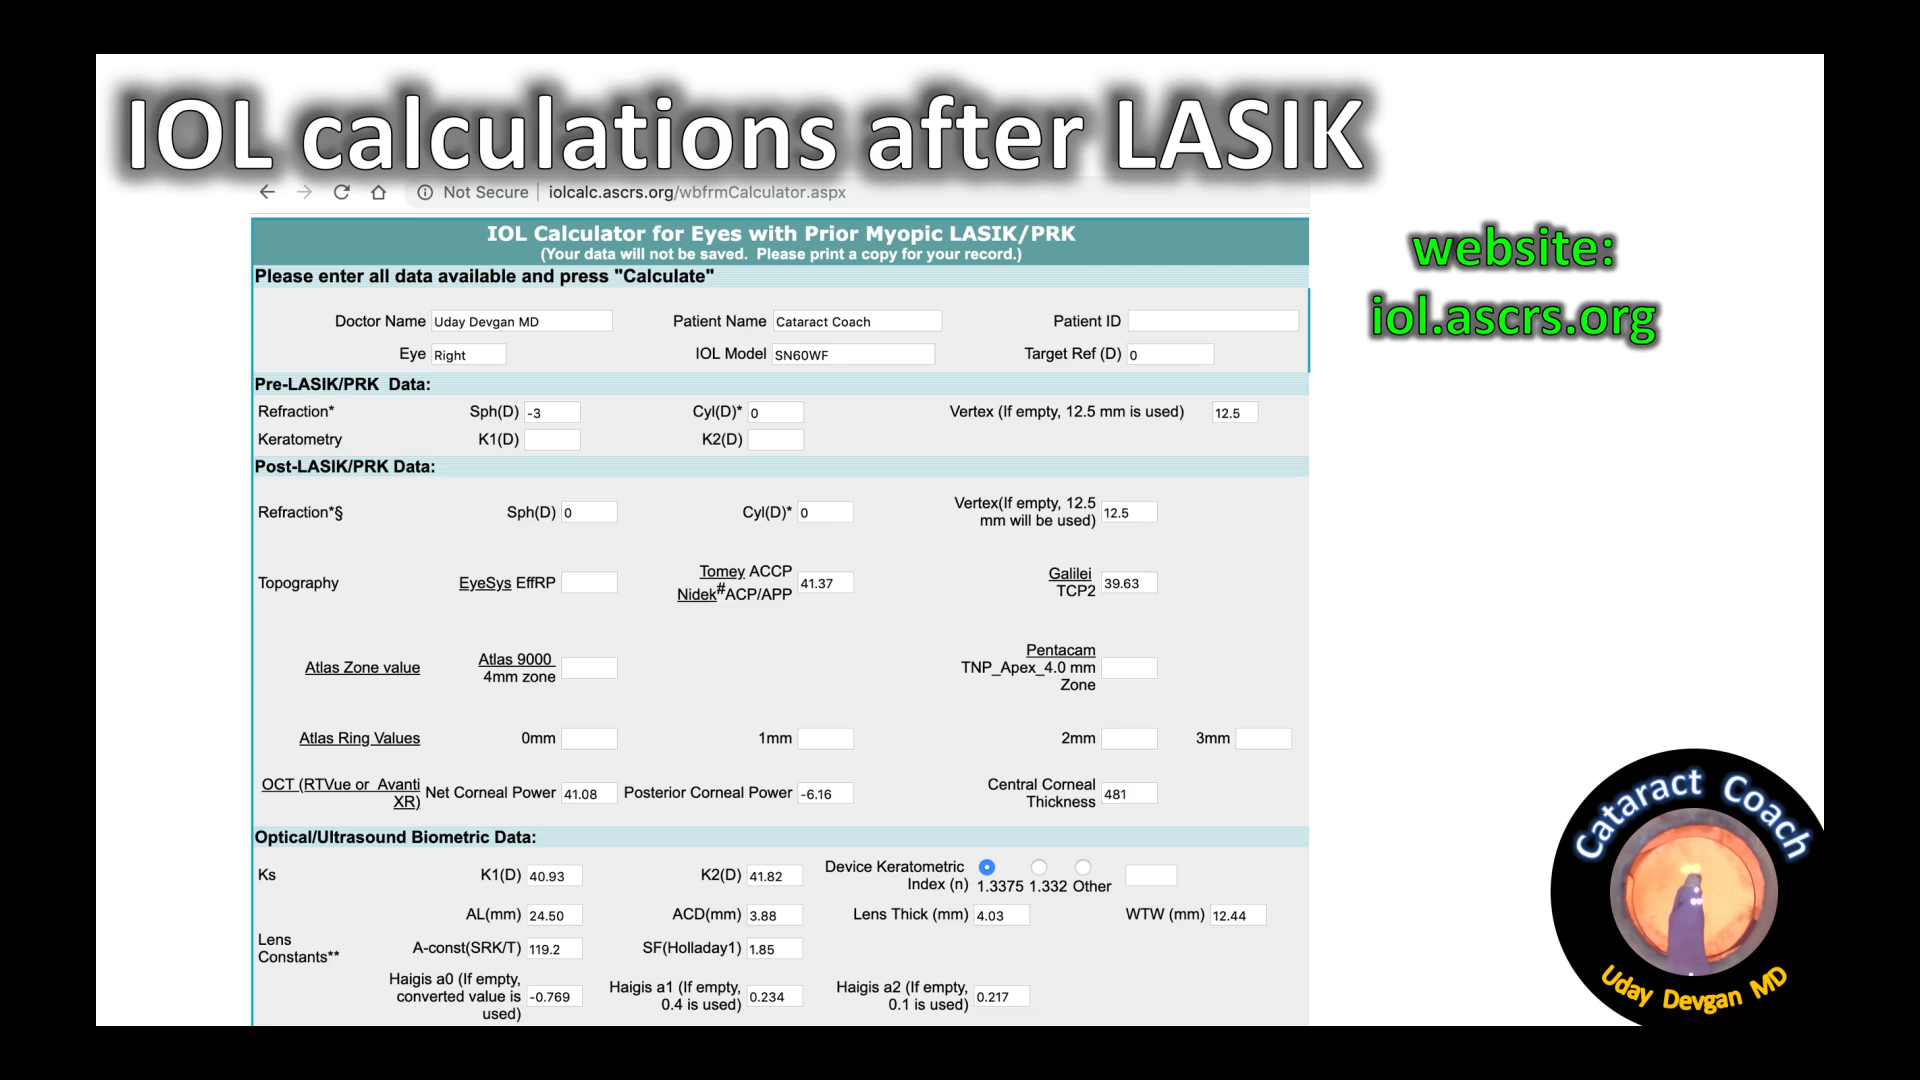 IOL calculations after LASIK
Not Secure | iolcalc.ascrs.org/wbfrmCalculator.aspx
website:
iol.ascrs.org
IOL Calculator for Eyes with Prior Myopic LASIK/PRK
(Your data will not be saved. Please print a copy for your record.)
Please enter all data available and press "Calculate"
Doctor Name Uday Devgan MD Patient Name Cataract Coach Patient ID
Eye Right IOL Model SN60WF Target Ref (D) 0
Pre-LASIK/PRK Data:
Refraction* Sph(D) -3 Cyl(D)* 0 Vertex (If empty, 12.5 mm is used) 12.5
Keratometry K1(D) K2(D)
Post-LASIK/PRK Data:
Refraction*§ Sph(D) 0 Cyl(D)* 0 Vertex(If empty, 12.5
mm will be used) 12.5
Topography EyeSys EffRP Tomey ACCP
Nidek#ACP/APP 41.37 Galilei
TCP2 39.63
Atlas Zone value Atlas 9000
4mm zone Pentacam
TNP_Apex_4.0 mm
Zone
Atlas Ring Values 0mm 1mm 2mm 3mm
OCT (RTVue or Avanti
XR) Net Corneal Power 41.08 Posterior Corneal Power -6.16 Central Corneal
Thickness 481
Optical/Ultrasound Biometric Data:
Ks K1(D) 40.93 K2(D) 41.82 Device Keratometric
Index (n) 1.3375 1.332 Other
AL(mm) 24.50 ACD(mm) 3.88 Lens Thick (mm) 4.03 WTW (mm) 12.44
Lens
Constants** A-const(SRK/T) 119.2 SF(Holladay1) 1.85
Haigis a0 (If empty,
converted value is
used) -0.769 Haigis a1 (If empty,
0.4 is used) 0.234 Haigis a2 (If empty,
0.1 is used) 0.217
Cataract Coach
Uday Devgan MD